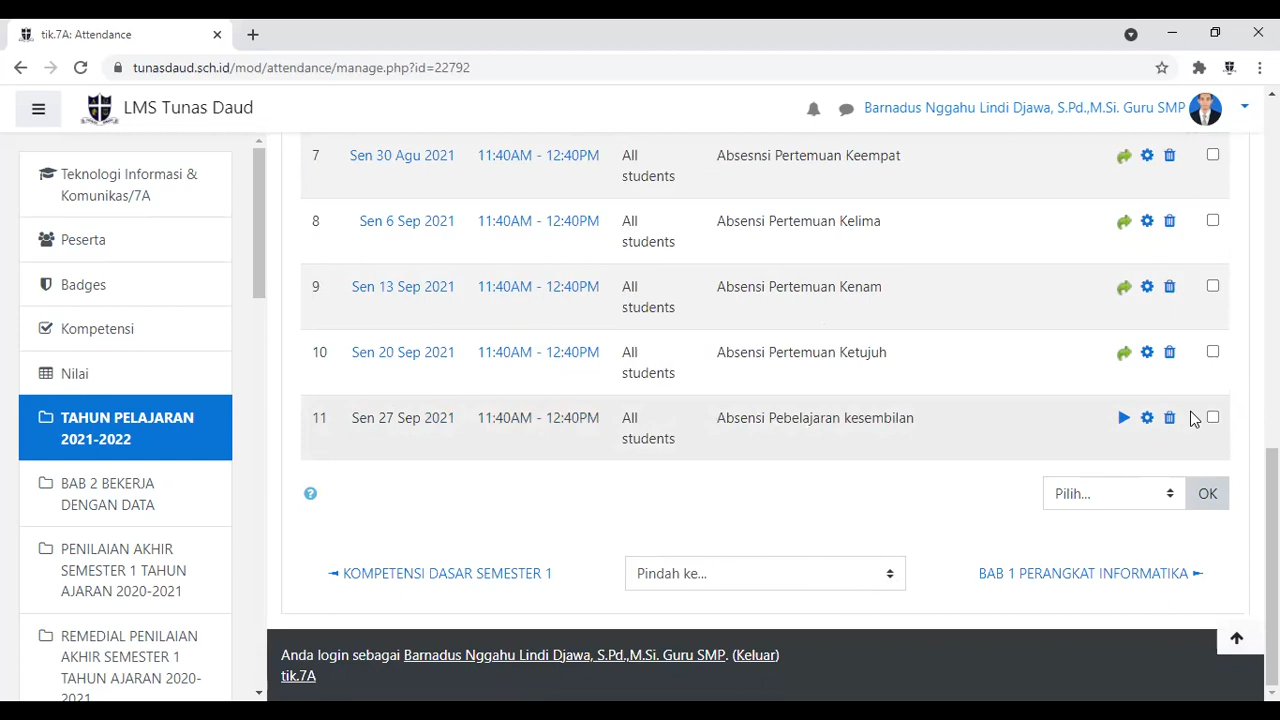 tik.7A: Attendance
tunasdaud.sch.id/mod/attendance/manage.php?id=22792
LMS Tunas Daud
Barnadus Nggahu Lindi Djawa, S.Pd.,M.Si. Guru SMP
Teknologi Informasi &
Komunikas/7A
Peserta
Badges
Kompetensi
Nilai
TAHUN PELAJARAN
2021-2022
BAB 2 BEKERJA
DENGAN DATA
PENILAIAN AKHIR
SEMESTER 1 TAHUN
AJARAN 2020-2021
REMEDIAL PENILAIAN
AKHIR SEMESTER 1
TAHUN AJARAN 2020-
2021
7 Sen 30 Agu 2021 11:40AM - 12:40PM All Absesnsi Pertemuan Keempat
students
8 Sen 6 Sep 2021 11:40AM - 12:40PM All Absensi Pertemuan Kelima
students
9 Sen 13 Sep 2021 11:40AM - 12:40PM All Absensi Pertemuan Kenam
students
10 Sen 20 Sep 2021 11:40AM - 12:40PM All Absensi Pertemuan Ketujuh
students
11 Sen 27 Sep 2021 11:40AM - 12:40PM All Absensi Pebelajaran kesembilan
students
Pilih... OK
◄ KOMPETENSI DASAR SEMESTER 1 Pindah ke... BAB 1 PERANGKAT INFORMATIKA ►
Anda login sebagai Barnadus Nggahu Lindi Djawa, S.Pd.,M.Si. Guru SMP. (Keluar)
tik.7A